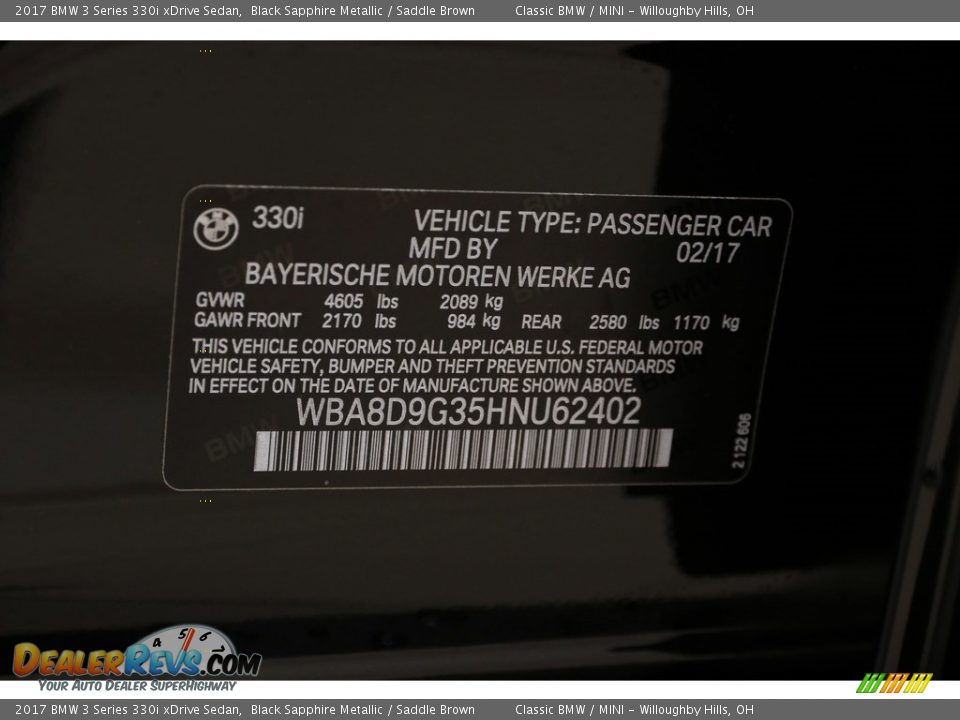 2017 BMW 3 Series 330i xDrive Sedan, Black Sapphire Metallic / Saddle Brown Classic BMW / MINI - Willoughby Hills, OH
330i VEHICLE TYPE: PASSENGER CAR
MFD BY 02/17
BAYERISCHE MOTOREN WERKE AG
GVWR 4605 lbs 2089 kg
GAWR FRONT 2170 lbs 984 kg REAR 2580 lbs 1170 kg
THIS VEHICLE CONFORMS TO ALL APPLICABLE U.S. FEDERAL MOTOR
VEHICLE SAFETY, BUMPER AND THEFT PREVENTION STANDARDS
IN EFFECT ON THE DATE OF MANUFACTURE SHOWN ABOVE.
WBA8D9G35HNU62402
2 122 606
4 5 6
DEALERREVS.COM
YOUR AUTO DEALER SUPERHIGHWAY
2017 BMW 3 Series 330i xDrive Sedan, Black Sapphire Metallic / Saddle Brown Classic BMW / MINI - Willoughby Hills, OH